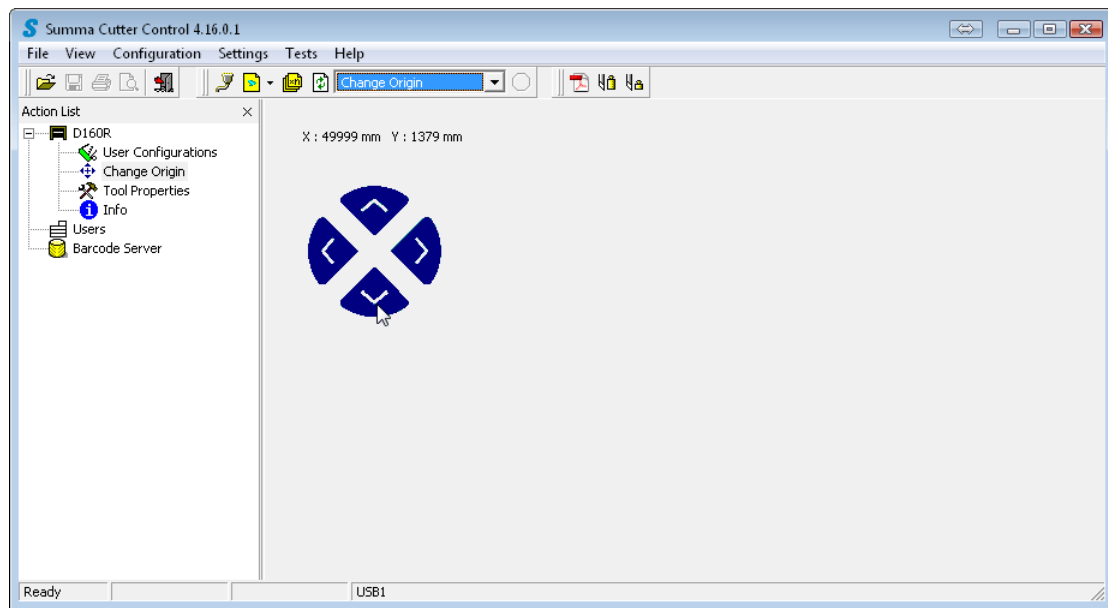 Summa Cutter Control 4.16.0.1
File View Configuration Settings Tests Help
Change Origin
Action List
D160R
X : 49999 mm Y : 1379 mm
User Configurations
Change Origin
Tool Properties
Info
Users
Barcode Server
Ready USB1